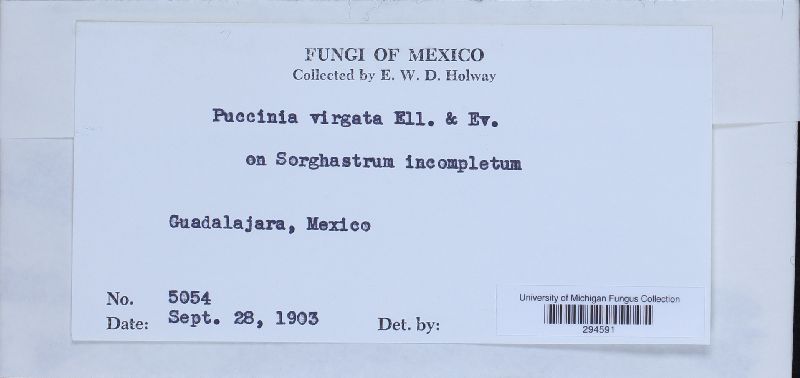 FUNGI OF MEXICO
Collected by E. W. D. Holway
Puccinia virgata Ell. & Ev.
on Sorghastrum incompletum
Guadalajara, Mexico
No. 5054
Date: Sept. 28, 1903
Det. by:
University of Michigan Fungus Collection
294591